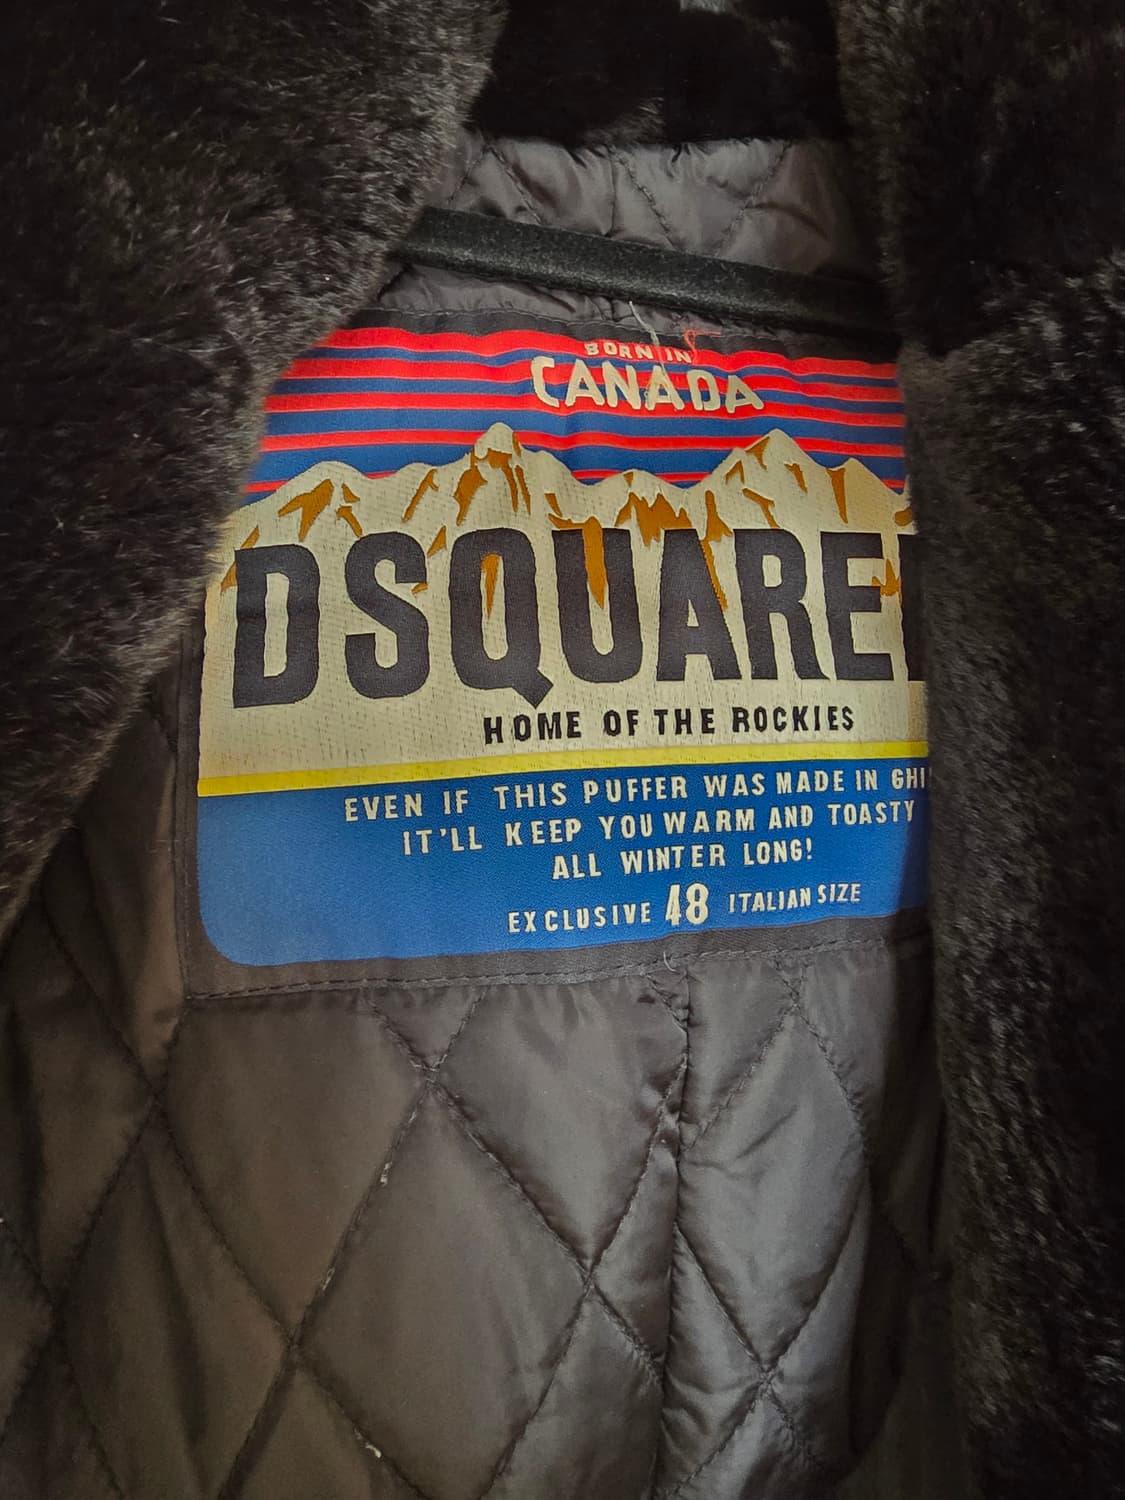 BORN IN
CANADA
DSQUARE
HOME OF THE ROCKIES
EVEN IF THIS PUFFER WAS MADE IN
IT'LL KEEP YOU WARM AND TOASTY
ALL WINTER LONG!
EXCLUSIVE 48 ITALIAN SIZE